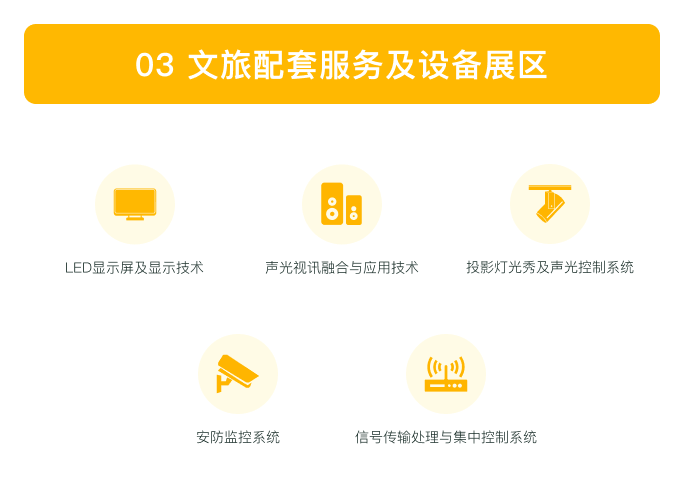 03 文旅配套服务及设备展区
LED显示屏及显示技术
声光视讯融合与应用技术
投影灯光秀及声光控制系统
安防监控系统
信号传输处理与集中控制系统